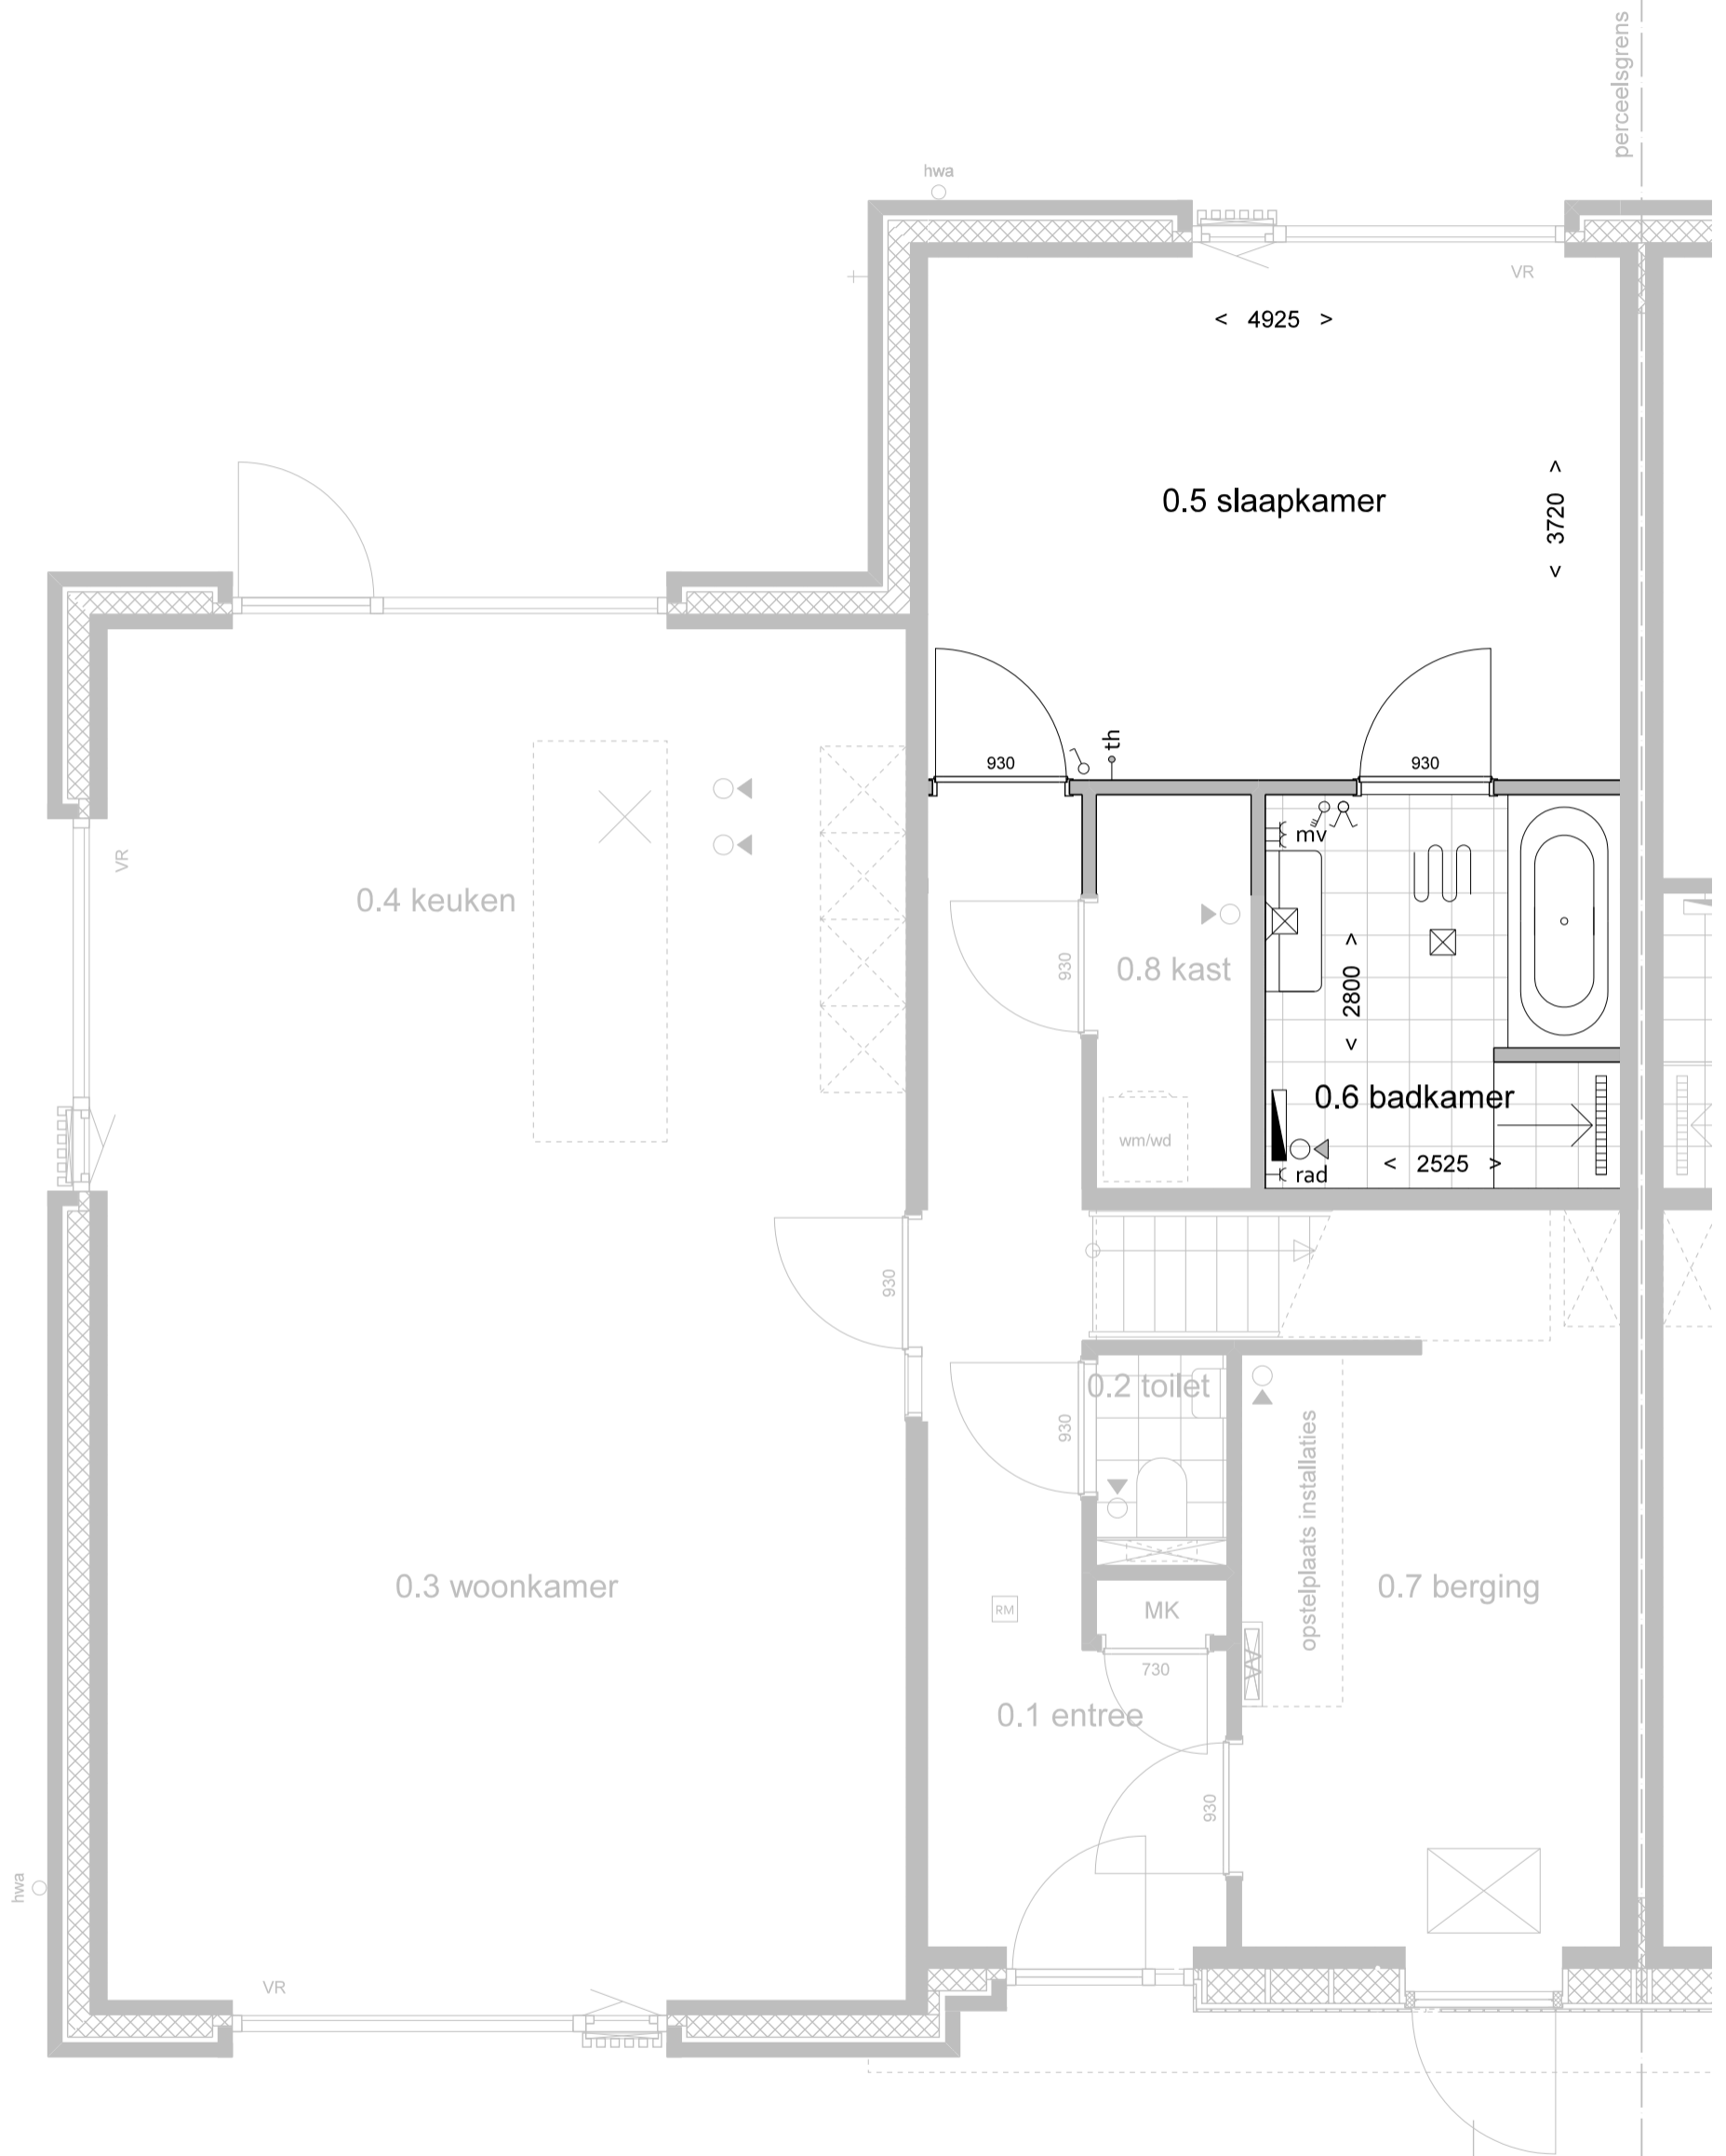 perceelsgrens
hwa
VR
< 4925 >
0.5 slaapkamer
< 3720 >
th
930
930
mv
VR
0.4 keuken
930
0.8 kast
< 2800 >
0.6 badkamer
wm/wd
< 2525 >
rad
930
0.2 toilet
930
opstelplaats installaties
0.3 woonkamer
RM
MK
0.7 berging
730
0.1 entree
930
hwa
VR